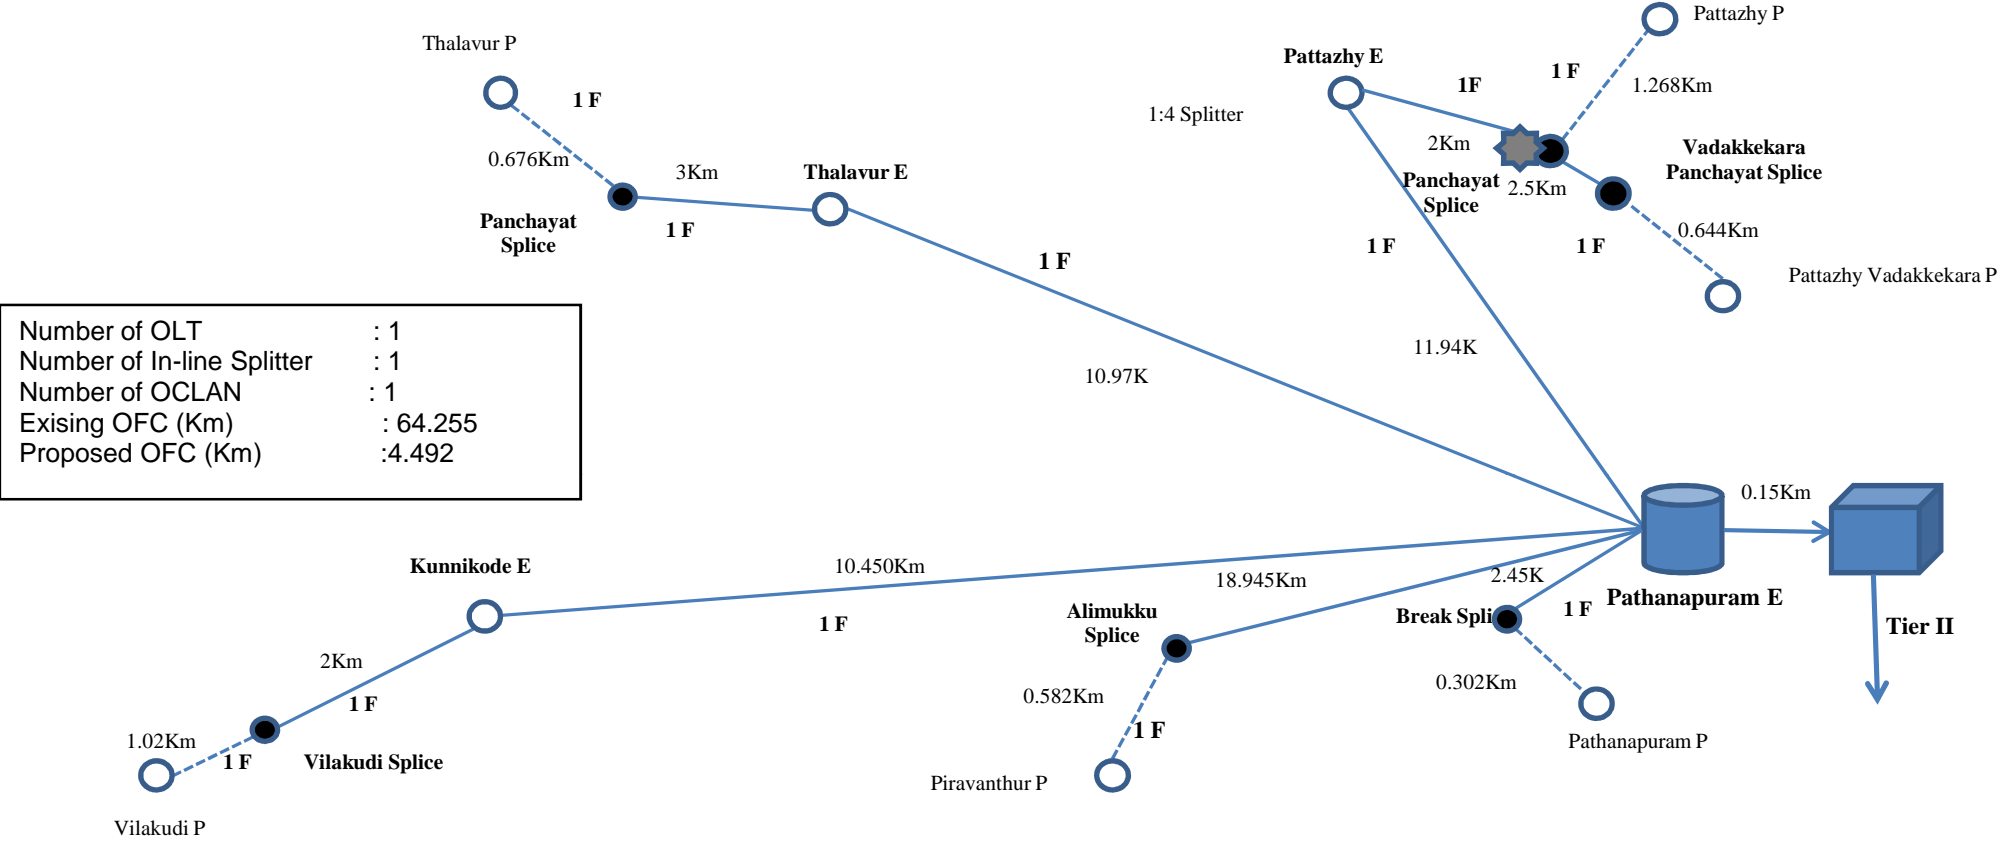 Pattazhy P
Thalavur P
Pattazhy E
1 F
1F
1.268Km
1 F
1:4 Splitter
2Km
Vadakkekara
Panchayat Splice
0.676Km
3Km
Thalavur E
Panchayat
Splice
2.5Km
Panchayat
Splice
1 F
0.644Km
1 F
1 F
1 F
Pattazhy Vadakkekara P
Number of OLT : 1
Number of In-line Splitter : 1
Number of OCLAN : 1
Exising OFC (Km) : 64.255
Proposed OFC (Km) :4.492
11.94K
10.97K
0.15Km
Kunnikode E
10.450Km
18.945Km
2.45K
Pathanapuram E
Alimukku
Splice
Break Spli
1 F
1 F
Tier II
2Km
1 F
0.582Km
0.302Km
1 F
1.02Km
1 F
Vilakudi Splice
Pathanapuram P
Piravanthur P
Vilakudi P